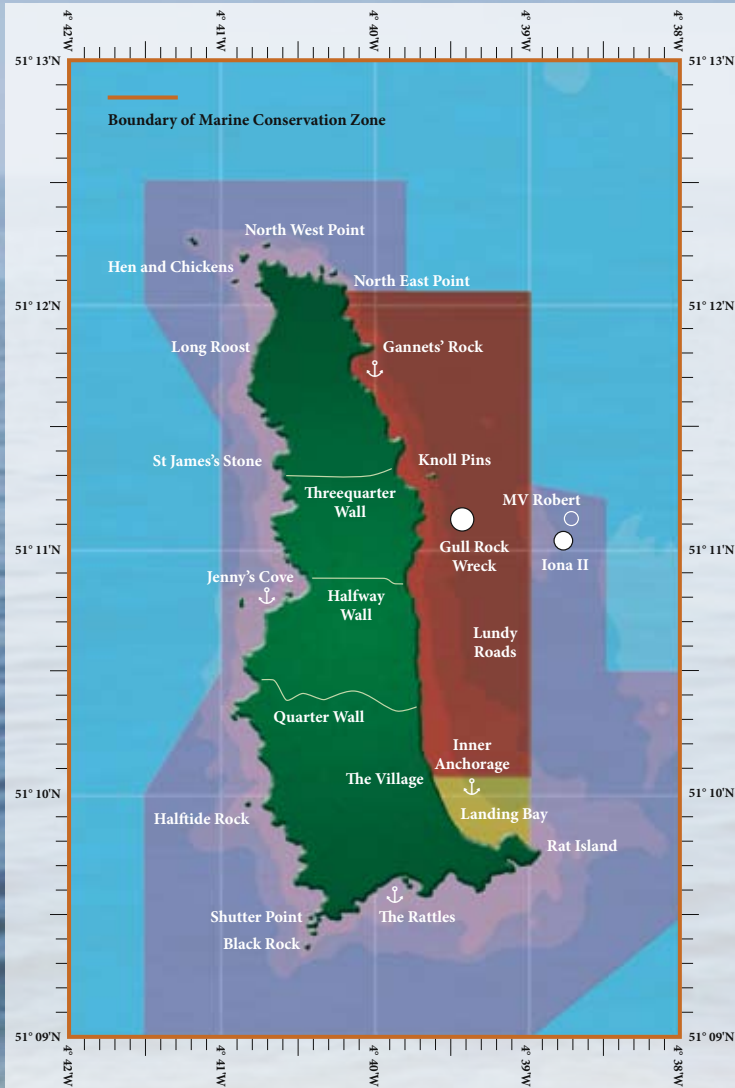 4° 42'W
4° 41'W
4° 40'W
4° 39'W
4° 38'W
51° 13'N
51° 13'N
Boundary of Marine Conservation Zone
North West Point
Hen and Chickens
North East Point
51° 12'N
51° 12'N
Long Roost
Gannets' Rock
St James's Stone
Knoll Pins
Threequarter
Wall
MV Robert
Gull Rock
Wreck
51° 11'N
51° 11'N
Iona II
Jenny's Cove
Halfway
Wall
Lundy
Roads
Quarter Wall
Inner
Anchorage
The Village
51° 10'N
51° 10'N
Landing Bay
Halftide Rock
Rat Island
Shutter Point
The Rattles
Black Rock
51° 09'N
51° 09'N
4° 42'W
4° 41'W
4° 40'W
4° 39'W
4° 38'W